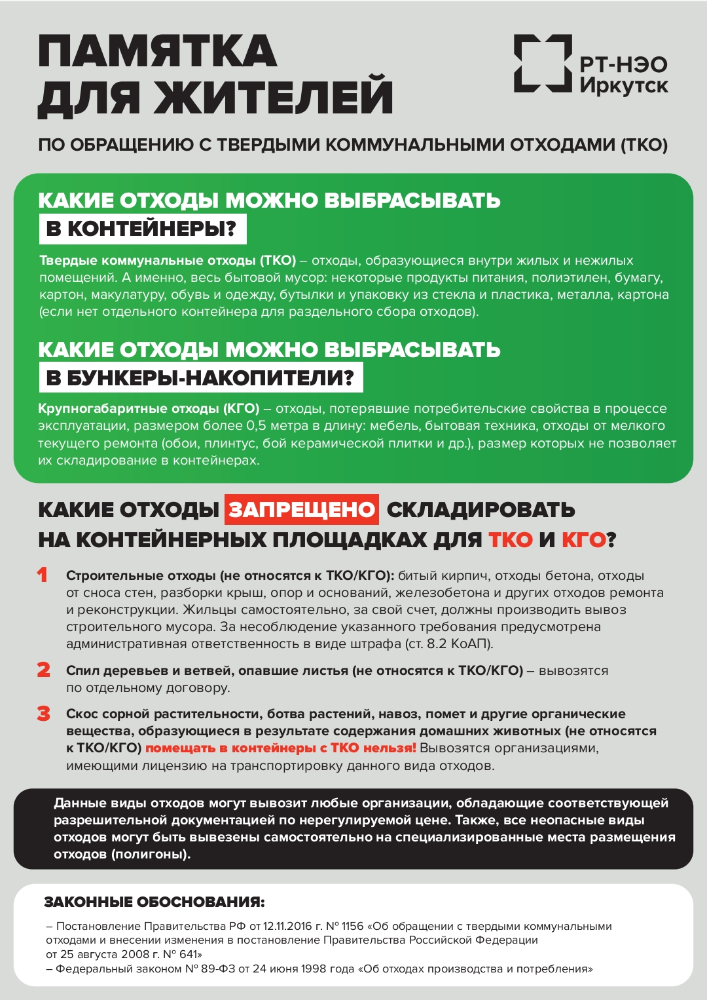 ПАМЯТКА
ДЛЯ ЖИТЕЛЕЙ
РТ-НЭО
Иркутск
ПО ОБРАЩЕНИЮ С ТВЕРДЫМИ КОММУНАЛЬНЫМИ ОТХОДАМИ (ТКО)
КАКИЕ ОТХОДЫ МОЖНО ВЫБРАСЫВАТЬ
В КОНТЕЙНЕРЫ?
Твердые коммунальные отходы (ТКО) – отходы, образующиеся внутри жилых и нежилых
помещений. А именно, весь бытовой мусор: некоторые продукты питания, полиэтилен, бумагу,
картон, макулатуру, обувь и одежду, бутылки и упаковку из стекла и пластика, металла, картона
(если нет отдельного контейнера для раздельного сбора отходов).
КАКИЕ ОТХОДЫ МОЖНО ВЫБРАСЫВАТЬ
В БУНКЕРЫ-НАКОПИТЕЛИ?
Крупногабаритные отходы (КГО) – отходы, потерявшие потребительские свойства в процессе
эксплуатации, размером более 0,5 метра в длину: мебель, бытовая техника, отходы от мелкого
текущего ремонта (обои, плинтус, бой керамической плитки и др.), размер которых не позволяет
их складирование в контейнерах.
КАКИЕ ОТХОДЫ ЗАПРЕЩЕНО СКЛАДИРОВАТЬ
НА КОНТЕЙНЕРНЫХ ПЛОЩАДКАХ ДЛЯ ТКО И КГО?
1 Строительные отходы (не относятся к ТКО/КГО): битый кирпич, отходы бетона, отходы
от сноса стен, разборки крыш, опор и оснований, железобетона и других отходов ремонта
и реконструкции. Жильцы самостоятельно, за свой счет, должны производить вывоз
строительного мусора. За несоблюдение указанного требования предусмотрена
административная ответственность в виде штрафа (ст. 8.2 КоАП).
2 Спил деревьев и ветвей, опавшие листья (не относятся к ТКО/КГО) – вывозятся
по отдельному договору.
3 Скос сорной растительности, ботва растений, навоз, помет и другие органические
вещества, образующиеся в результате содержания домашних животных (не относятся
к ТКО/КГО) помещать в контейнеры с ТКО нельзя! Вывозятся организациями,
имеющими лицензию на транспортировку данного вида отходов.
Данные виды отходов могут вывозит любые организации, обладающие соответствующей
разрешительной документацией по нерегулируемой цене. Также, все неопасные виды
отходов могут быть вывезены самостоятельно на специализированные места размещения
отходов (полигоны).
ЗАКОННЫЕ ОБОСНОВАНИЯ:
– Постановление Правительства РФ от 12.11.2016 г. № 1156 «Об обращении с твердыми коммунальными
отходами и внесении изменения в постановление Правительства Российской Федерации
от 25 августа 2008 г. № 641»
– Федеральный законом № 89-ФЗ от 24 июня 1998 года «Об отходах производства и потребления»